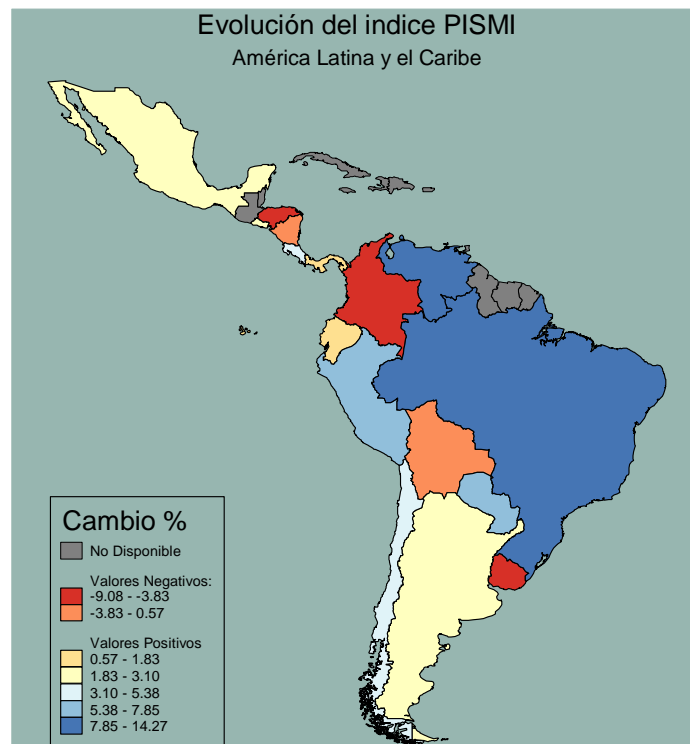 Evolución del indice PISMI
América Latina y el Caribe
Cambio %
No Disponible
Valores Negativos:
-9.08 - -3.83
-3.83 - 0.57
Valores Positivos
0.57 - 1.83
1.83 - 3.10
3.10 - 5.38
5.38 - 7.85
7.85 - 14.27